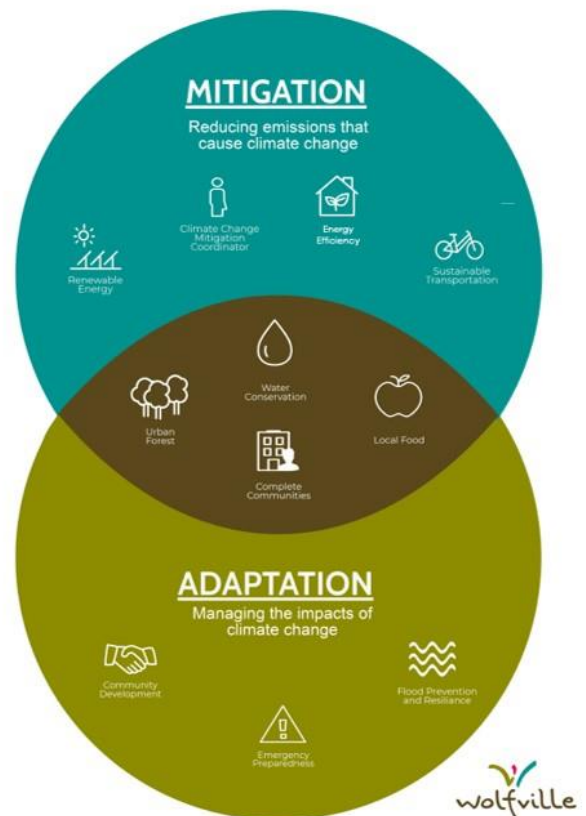 MITIGATION
Reducing emissions that
cause climate change
Climate Change
Mitigation
Coordinator
Energy
Efficiency
Renewable
Energy
Sustainable
Transportation
Water
Conservation
Urban
Forest
Local Food
Complete
Communities
ADAPTATION
Managing the impacts of
climate change
Community
Development
Flood Prevention
and Resiliance
Emergency
Preparedness
wolfville